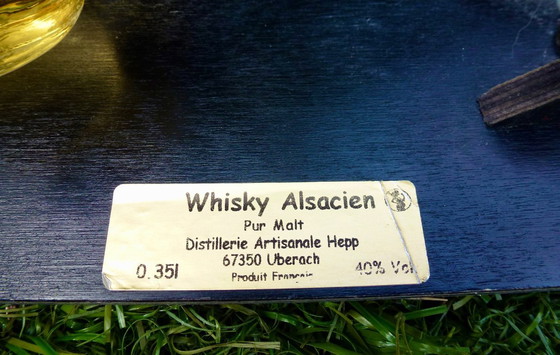 Whisky Alsacien
Pur Malt
Distillerie Artisanale Hepp
67350 Uberach
0.35l 40% Vol
Produit Français